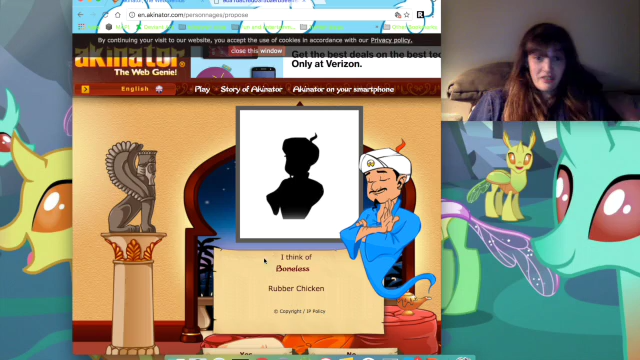 en.akinator.com/personnages/propose
By continuing your visit to our website, you accept the use of cookies in accordance with our Privacy policy.
akinator
The Web Genie!
close this window
Get the best deals on the best te
Only at Verizon.
English
Play
Story of Akinator
Akinator on your smartphone
I think of
Boneless
Rubber Chicken
© Copyright / IP Policy
Yes
No